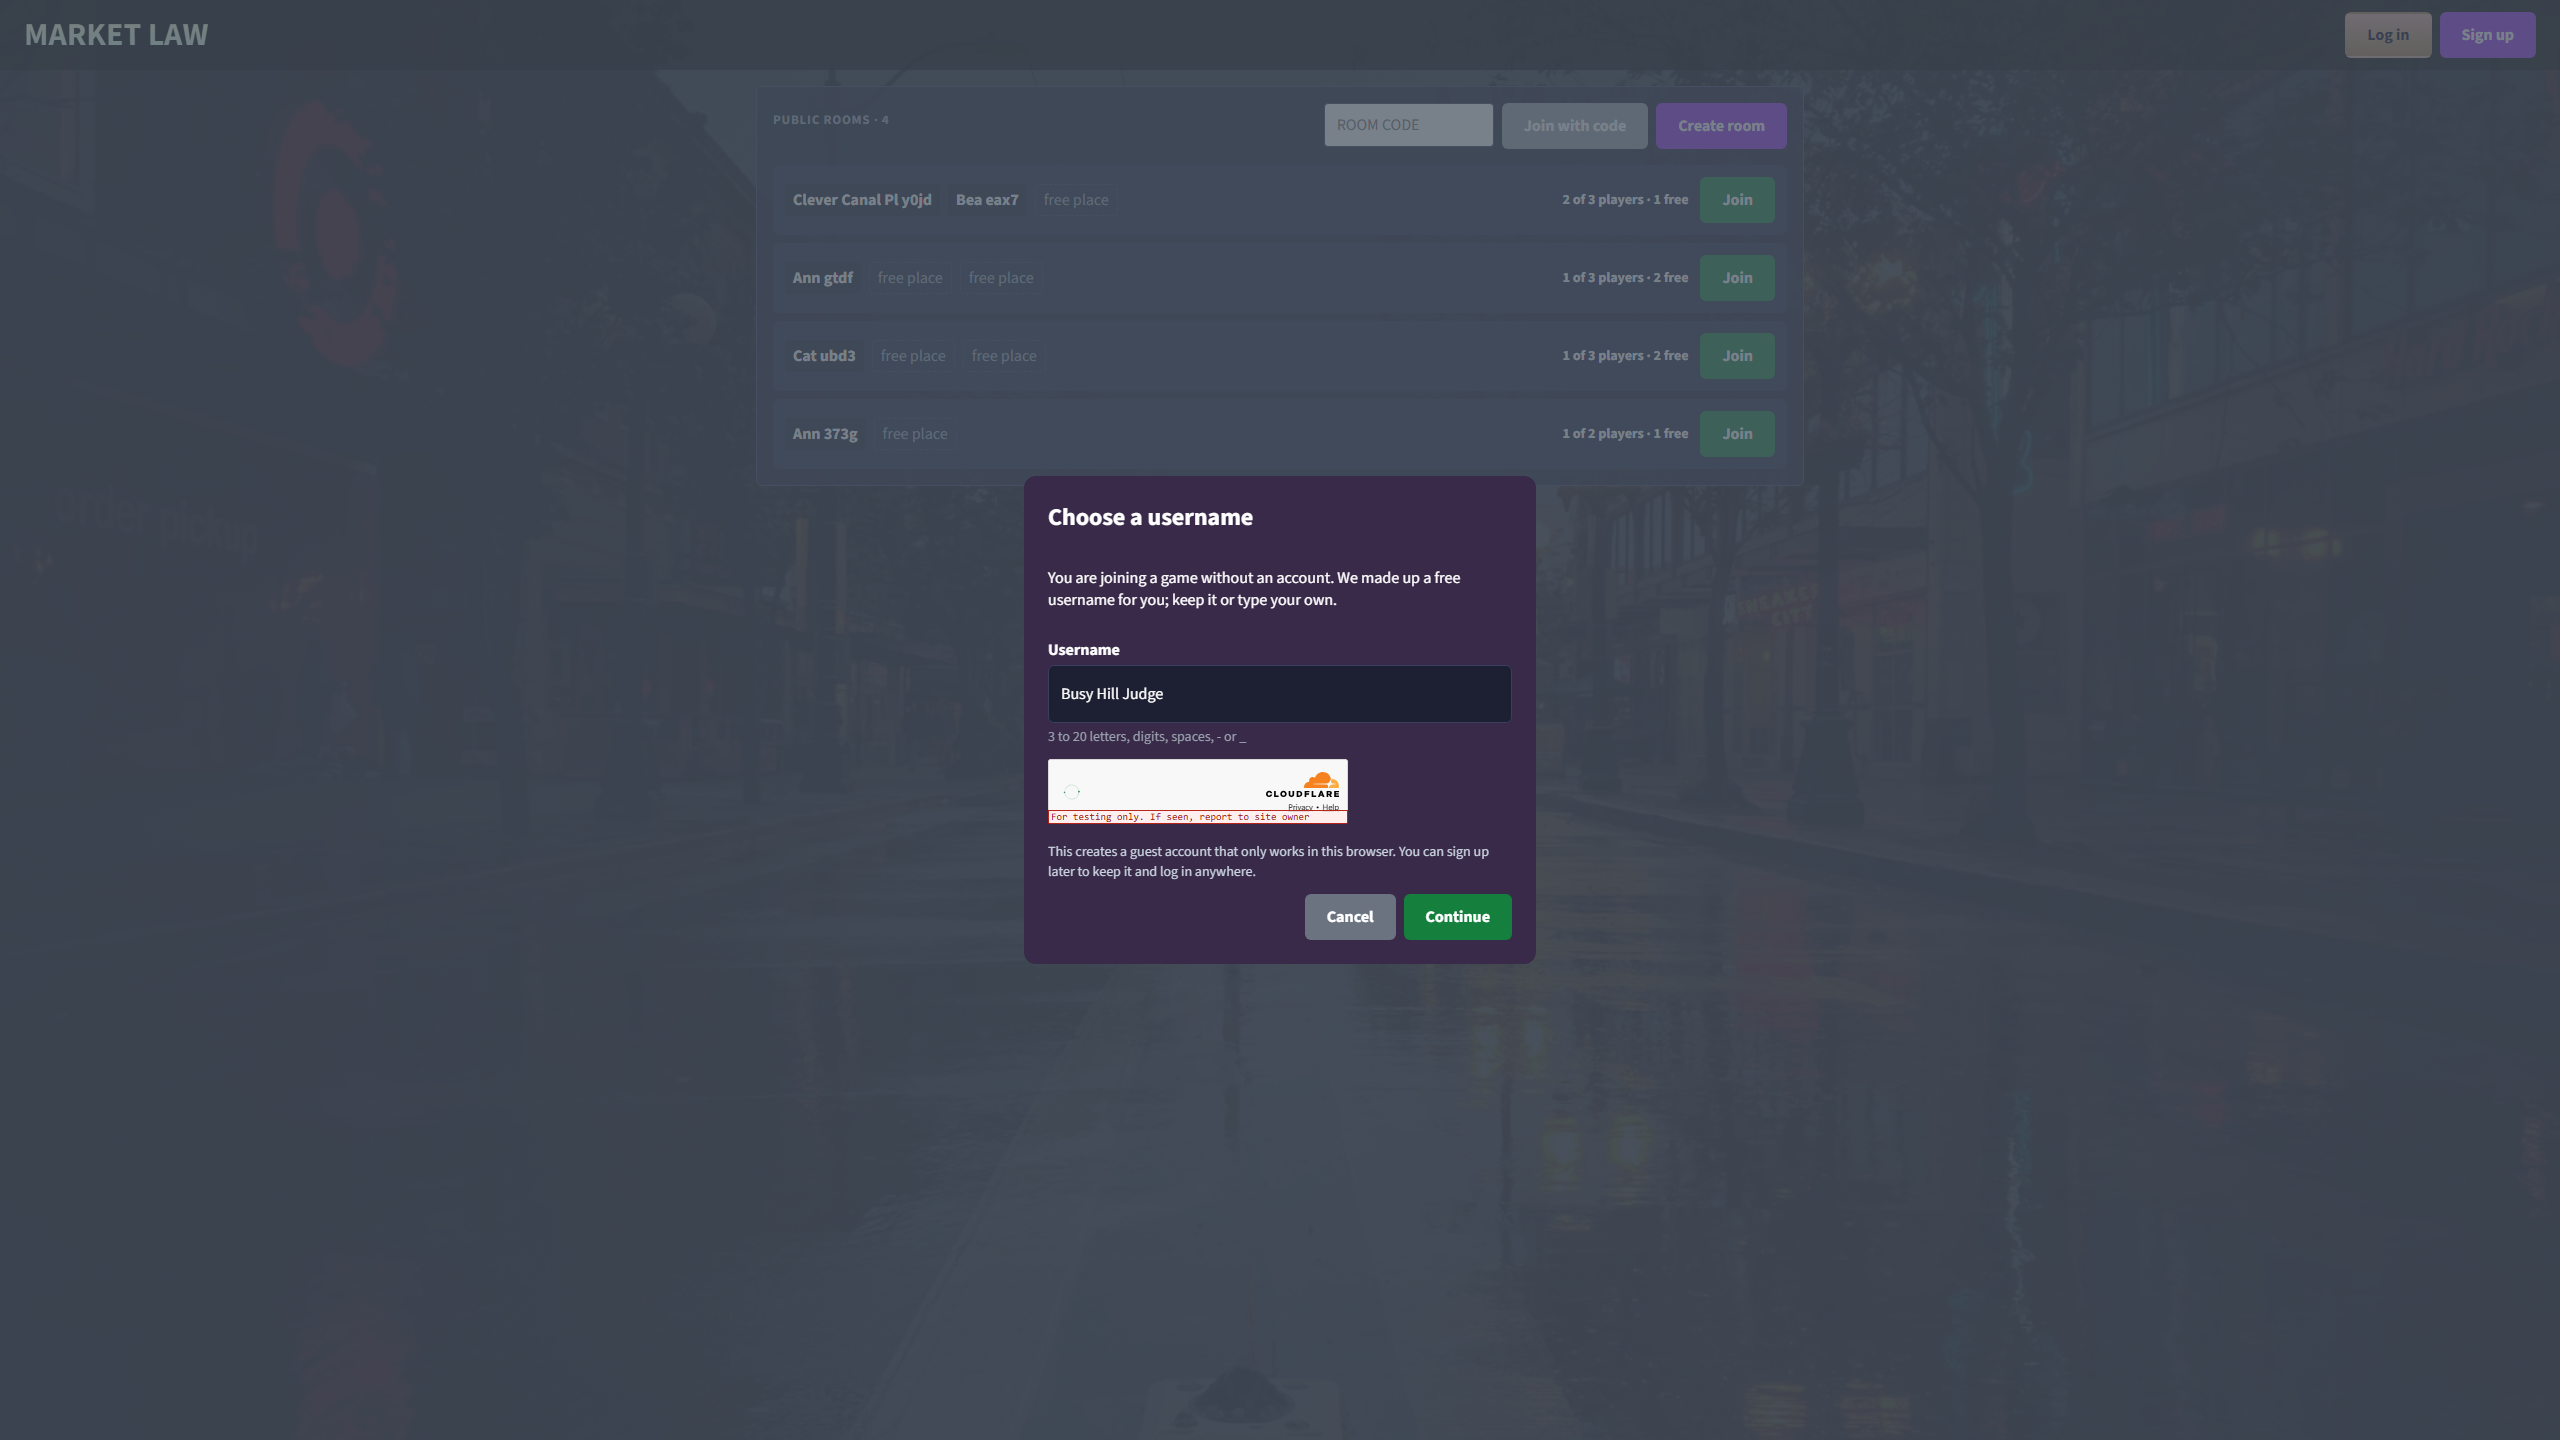 MARKET LAW
Log in
Sign up
PUBLIC ROOMS · 4
ROOM CODE
Join with code
Create room
Clever Canal Pl y0jd
Bea eax7
free place
2 of 3 players · 1 free
Join
Ann gtdf
free place
free place
1 of 3 players · 2 free
Join
Cat ubd3
free place
free place
1 of 3 players · 2 free
Join
Ann 373g
free place
1 of 2 players · 1 free
Join
order pickup
SNEAKER
CITY
Choose a username
You are joining a game without an account. We made up a free
username for you; keep it or type your own.
Username
Busy Hill Judge
3 to 20 letters, digits, spaces, - or _
CLOUDFLARE
Privacy • Help
For testing only. If seen, report to site owner
This creates a guest account that only works in this browser. You can sign up
later to keep it and log in anywhere.
Cancel
Continue